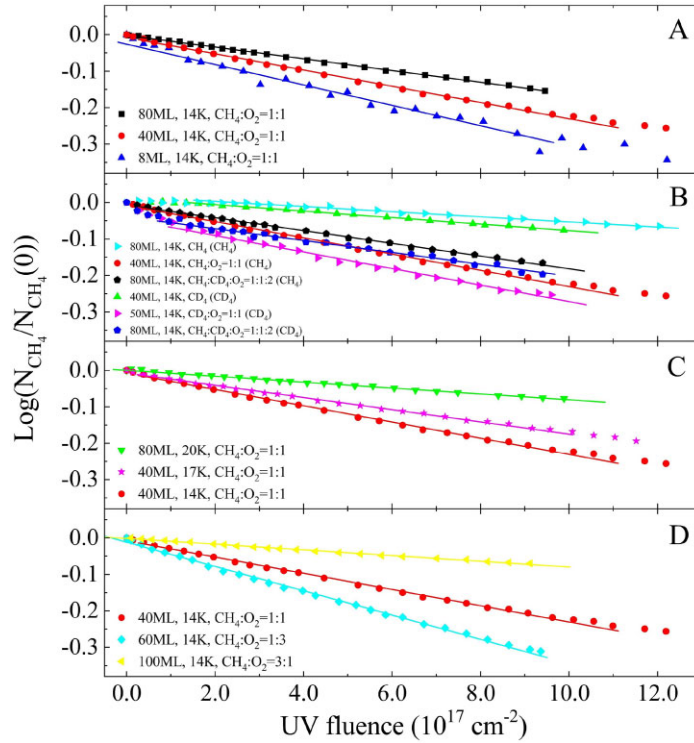 Log(N_CH4/N_CH4(0))
A
0.0
-0.1
-0.2
-0.3
80ML, 14K, CH₄:O₂=1:1
40ML, 14K, CH₄:O₂=1:1
8ML, 14K, CH₄:O₂=1:1
B
0.0
-0.1
-0.2
-0.3
80ML, 14K, CH₄ (CH₄)
40ML, 14K, CH₄:O₂=1:1 (CH₄)
80ML, 14K, CH₄:CD₄:O₂=1:1:2 (CH₄)
40ML, 14K, CD₄ (CD₄)
50ML, 14K, CD₄:O₂=1:1 (CD₄)
80ML, 14K, CH₄:CD₄:O₂=1:1:2 (CD₄)
C
0.0
-0.1
-0.2
-0.3
80ML, 20K, CH₄:O₂=1:1
40ML, 17K, CH₄:O₂=1:1
40ML, 14K, CH₄:O₂=1:1
D
0.0
-0.1
-0.2
-0.3
40ML, 14K, CH₄:O₂=1:1
60ML, 14K, CH₄:O₂=1:3
100ML, 14K, CH₄:O₂=3:1
0.0 2.0 4.0 6.0 8.0 10.0 12.0
UV fluence (10¹⁷ cm⁻²)